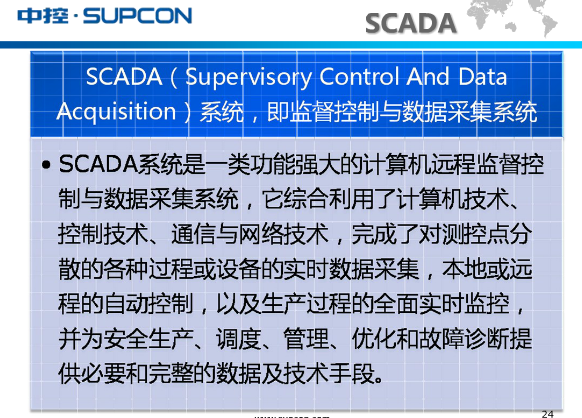 中控·SUPCON
SCADA
SCADA（Supervisory Control And Data
Acquisition）系统，即监督控制与数据采集系统
• SCADA系统是一类功能强大的计算机远程监督控
制与数据采集系统，它综合利用了计算机技术、
控制技术、通信与网络技术，完成了对测控点分
散的各种过程或设备的实时数据采集，本地或远
程的自动控制，以及生产过程的全面实时监控，
并为安全生产、调度、管理、优化和故障诊断提
供必要和完整的数据及技术手段。
24